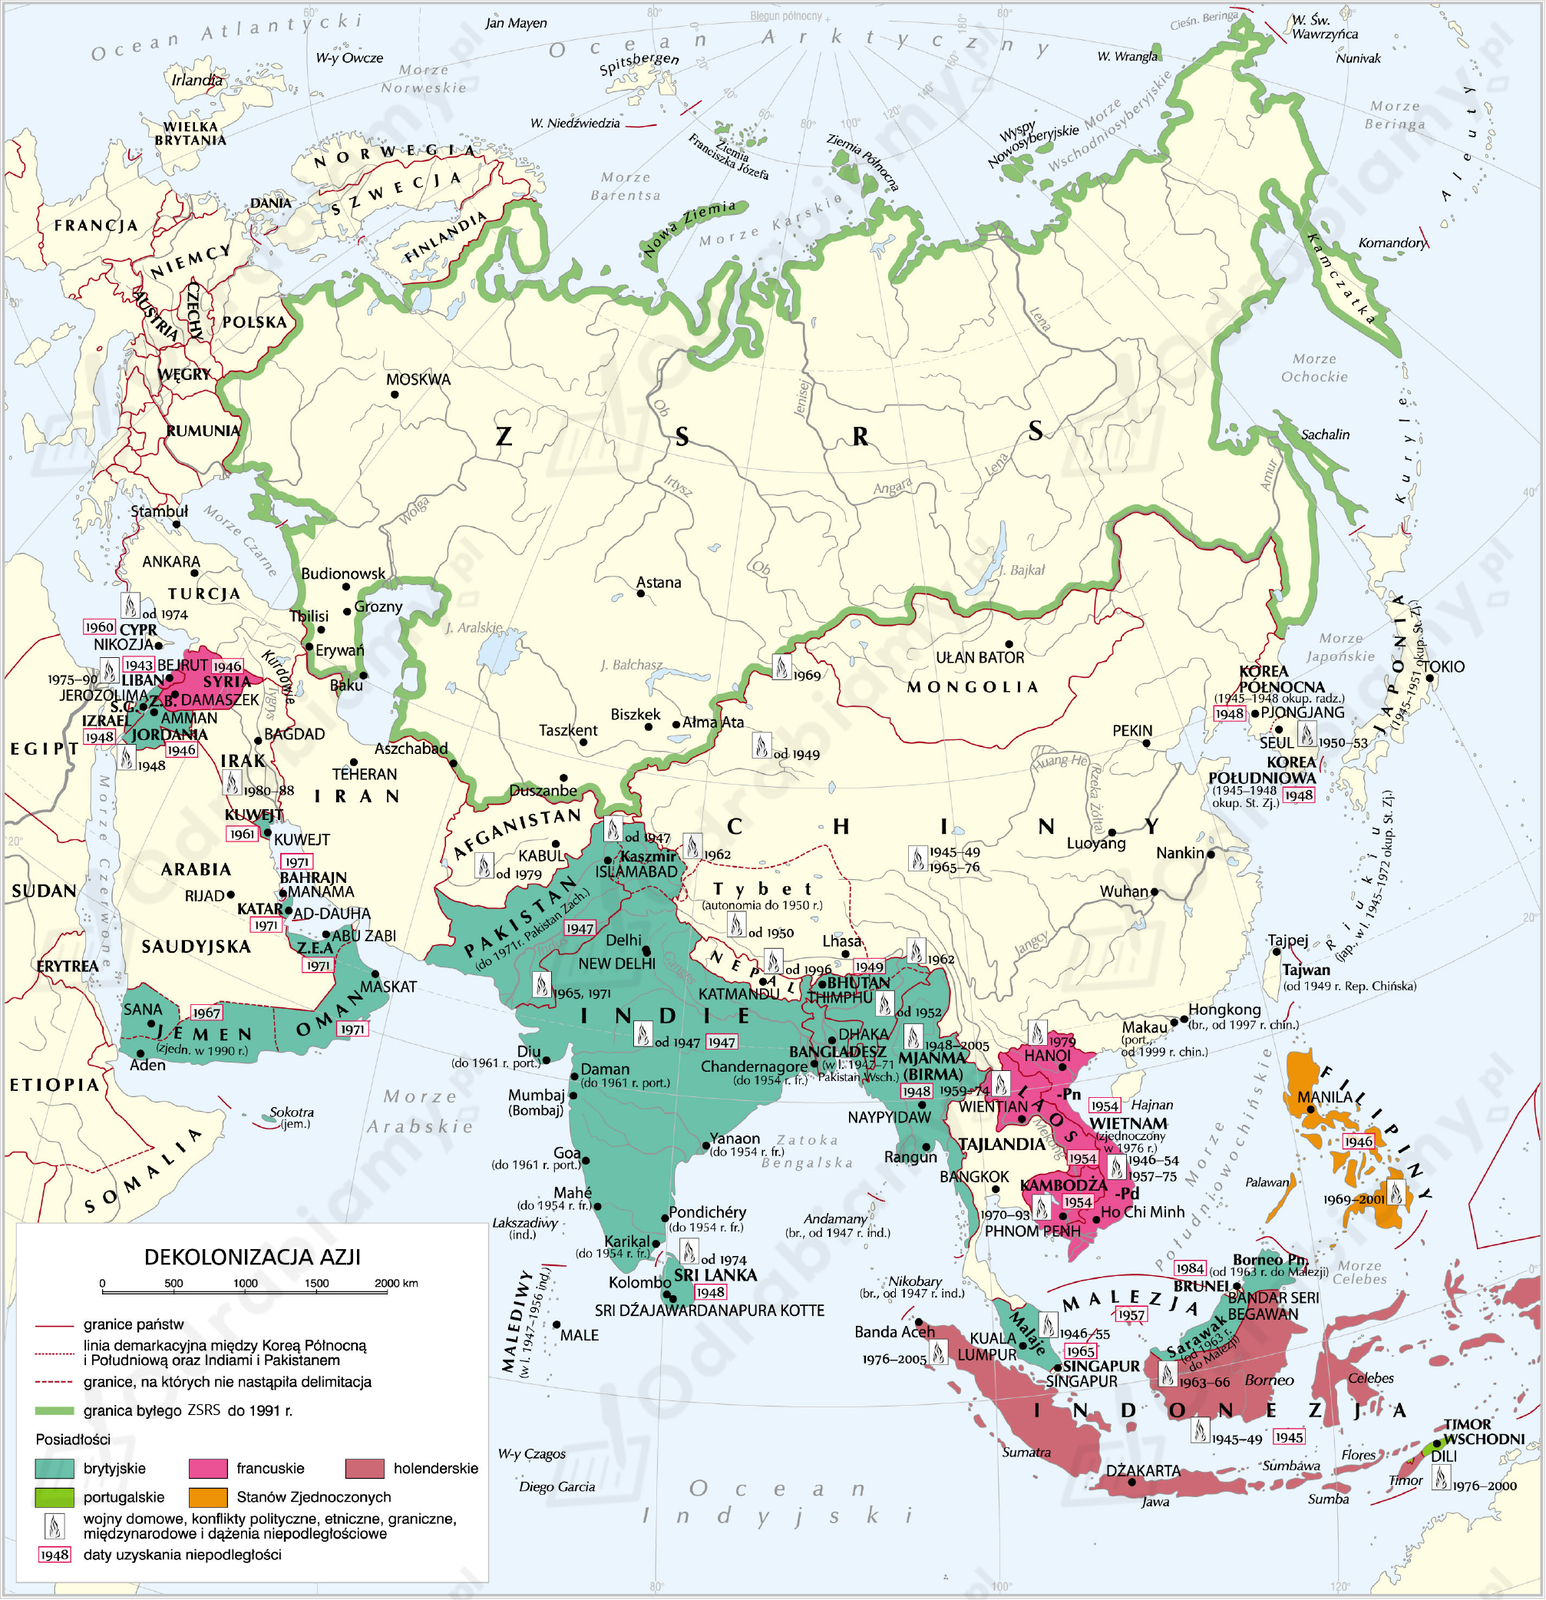 Ocean Atlantycki
Jan Mayen
Biegun północny
Cieśn. Beringa
W. Św.
Wawrzyńca
Irlandia
W-y Owcze
Morze
Norweskie
Ocean Arktyczny
Spitsbergen
W. Wrangla
Nunivak
WIELKA
BRYTANIA
W. Niedźwiedzia
Ziemia
Franciszka Józefa
Ziemia Północna
Wyspy
Nowosyberyjskie
Morze
Wschodniosyberyjskie
Morze
Beringa
Aleuty
NORWEGIA
SZWECJA
FINLANDIA
DANIA
Morze
Barentsa
Nowa Ziemia
Morze Karskie
Komandory
Kamczatka
FRANCJA
NIEMCY
CZECHY
AUSTRIA
POLSKA
WĘGRY
RUMUNIA
MOSKWA
Ob
Jenisej
Lena
Morze
Ochockie
Z S R S
Sachalin
Kuryle
Irtysz
Angara
Lena
Amur
Wołga
Stambuł
Morze Czarne
ANKARA
TURCJA
Budionowsk
Grozny
Tbilisi
Erywań
Baku
Astana
Ob
J. Bajkał
J. Aralskie
J. Bałchasz
od 1974
1960 CYPR
NIKOZJA
1943 BEJRUT 1946
1975–90 LIBAN SYRIA
JEROZOLIMA Z.B. DAMASZEK
S.G. AMMAN
IZRAEL
1948 JORDANIA
1946
1948
Kurdowie
Tygrys
BAGDAD
IRAK
1980–88
EGIPT
Aszchabad
TEHERAN
IRAN
Taszkent
Biszkek
Ałma Ata
Duszanbe
1969
od 1949
UŁAN BATOR
MONGOLIA
PEKIN
Huang He
Rzeka Żółta
KOREA
PÓŁNOCNA
(1945–1948 okup. radz.)
1948 PJONGJANG
SEUL 1950–53
KOREA
POŁUDNIOWA
(1945–1948
okup. St. Zj.) 1948
Morze
Japońskie
JAPONIA
(1945–1951 okup. St. Zj.)
TOKIO
KUWEJT
1961 KUWEJT
1971
BAHRAJN
MANAMA
ARABIA
RIJAD
SAUDYJSKA
KATAR AD-DAUHA
1971
ABU ZABI
Z.E.A.
1971
MASKAT
Morze Czerwone
SUDAN
ERYTREA
AFGANISTAN
KABUL
od 1979
od 1947
Kaszmir
ISLAMABAD
1962
CHINY
1945–49
1965–76
Luoyang
Nankin
Wuhan
Jangcy
Tybet
(autonomia do 1950 r.)
od 1950
Lhasa
PAKISTAN
(do 1971r. Pakistan Zach.)
1947
Delhi
NEW DELHI
NEPAL
od 1996
KATMANDU
1949
BHUTAN
THIMPHU
1962
od 1952
1965, 1971
INDIE
od 1947 1947
DHAKA
BANGLADESZ
(w l. 1947–71
Pakistan Wsch.)
Chandernagore
(do 1954 r. fr.)
1948–2005
MJANMA
(BIRMA)
1948
NAYPYIDAW
Rangun
Riukiu
(jap., w l. 1945–1972 okup. St. Zj.)
Tajpej
Tajwan
(od 1949 r. Rep. Chińska)
Hongkong
(br., od 1997 r. chin.)
Makau
(port.,
od 1999 r. chin.)
SANA
JEMEN
(zjedn. w 1990 r.)
1967
OMAN
1971
Aden
ETIOPIA
SOMALIA
Sokotra
(jem.)
Morze
Arabskie
Diu
(do 1961 r. port.)
Daman
(do 1961 r. port.)
Mumbaj
(Bombaj)
Goa
(do 1961 r. port.)
Mahé
(do 1954 r. fr.)
Lakszadiwy
(ind.)
Karikal
(do 1954 r. fr.)
Yanaon
(do 1954 r. fr.)
Pondichéry
(do 1954 r. fr.)
Zatoka
Bengalska
od 1974
SRI LANKA
1948
Kolombo
SRI DŹAJAWARDANAPURA KOTTE
MALEDIWY
(w l. 1947–1956 ind.)
MALE
1979
HANOI
LAOS
1959–74
WIENTIAN
-Pn
1954
Hajnan
WIETNAM
(zjednoczony
w 1976 r.)
1954
1946–54
1957–75
Mekong
TAJLANDIA
BANGKOK
KAMBODŻA
1954
-Pd
1970–93
PHNOM PENH
Ho Chi Minh
Morze
Południowochińskie
FILIPINY
MANILA
1946
Palawan
1969–2001
Andamany
(br., od 1947 r. ind.)
Nikobary
(br., od 1947 r. ind.)
Banda Aceh
1976–2005
1984
Borneo Pn.
(od 1963 r. do Malezji)
BRUNEI
BANDAR SERI
BEGAWAN
Morze
Celebes
MALEZJA
1957
Malaje
1946–55
KUALA
LUMPUR
1965
SINGAPUR
SINGAPUR
Sarawak
(od 1963 r.
do Malezji)
1963–66
Borneo
Celebes
INDONEZJA
1945–49 1945
Sumatra
DŻAKARTA
Jawa
Sumbawa
Flores
Sumba
Timor
TIMOR
WSCHODNI
DILI
1976–2000
W-y Czagos
Diego Garcia
Ocean
Indyjski
DEKOLONIZACJA AZJI
0 500 1000 1500 2000 km
granice państw
linia demarkacyjna między Koreą Północną
i Południową oraz Indiami i Pakistanem
granice, na których nie nastąpiła delimitacja
granica byłego ZSRS do 1991 r.
Posiadłości
brytyjskie
francuskie
holenderskie
portugalskie
Stanów Zjednoczonych
wojny domowe, konflikty polityczne, etniczne, graniczne,
międzynarodowe i dążenia niepodległościowe
1948 daty uzyskania niepodległości